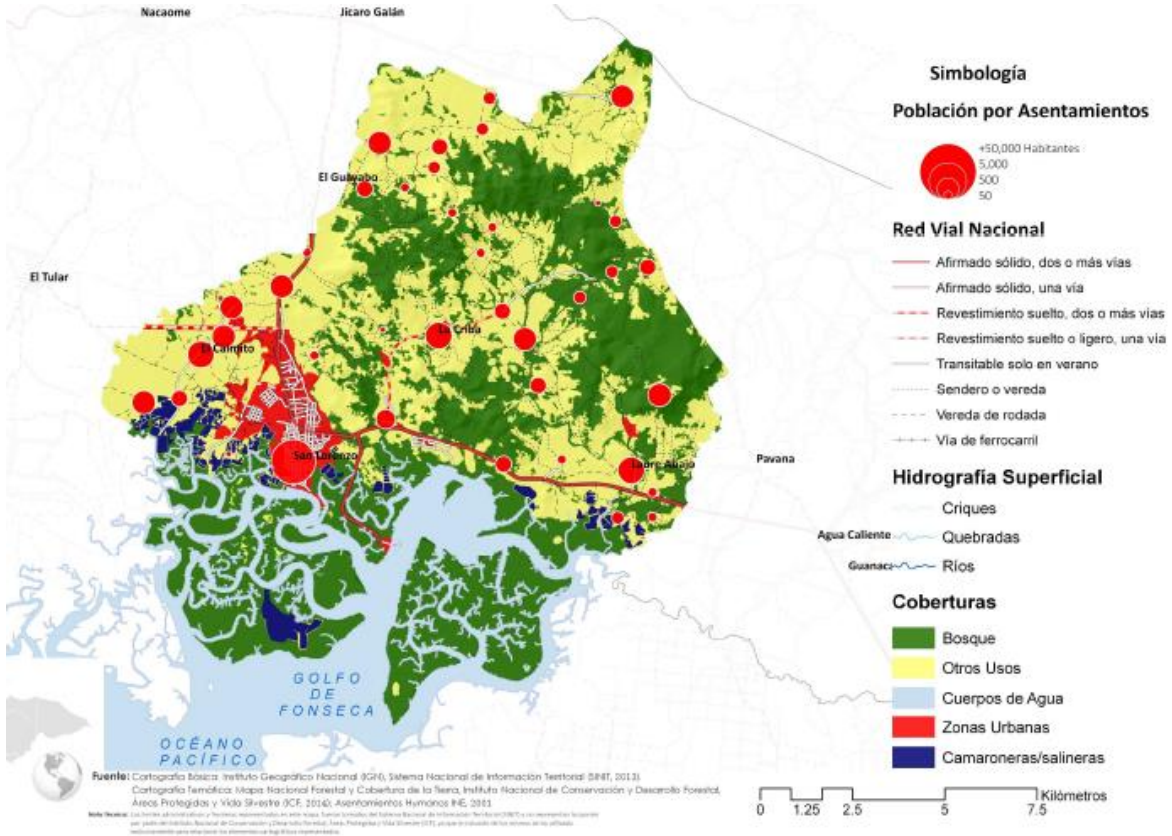 Nacaome
Jícaro Galán
El Guayabo
El Tular
La Criba
El Caimito
San Lorenzo
Laure Abajo
Pavana
Agua Caliente
GOLFO
DE
FONSECA
OCÉANO
PACÍFICO
Simbología
Población por Asentamientos
+50,000 Habitantes
5,000
500
50
Red Vial Nacional
Afirmado sólido, dos o más vías
Afirmado sólido, una vía
Revestimiento suelto, dos o más vías
Revestimiento suelto o ligero, una vía
Transitable solo en verano
Sendero o vereda
Vereda de rodada
Vía de ferrocarril
Hidrografía Superficial
Criques
Quebradas
Guanaca
Ríos
Coberturas
Bosque
Otros Usos
Cuerpos de Agua
Zonas Urbanas
Camaroneras/salineras
0 1.25 2.5 5 7.5 Kilómetros
Fuente: Cartografía Básica: Instituto Geográfico Nacional (IGN), Sistema Nacional de Información Territorial (SINIT, 2013).
Cartografía Temática: Mapa Nacional Forestal y Cobertura de la Tierra, Instituto Nacional de Conservación y Desarrollo Forestal,
Áreas Protegidas y Vida Silvestre (ICF, 2014); Asentamientos Humanos INE, 2001